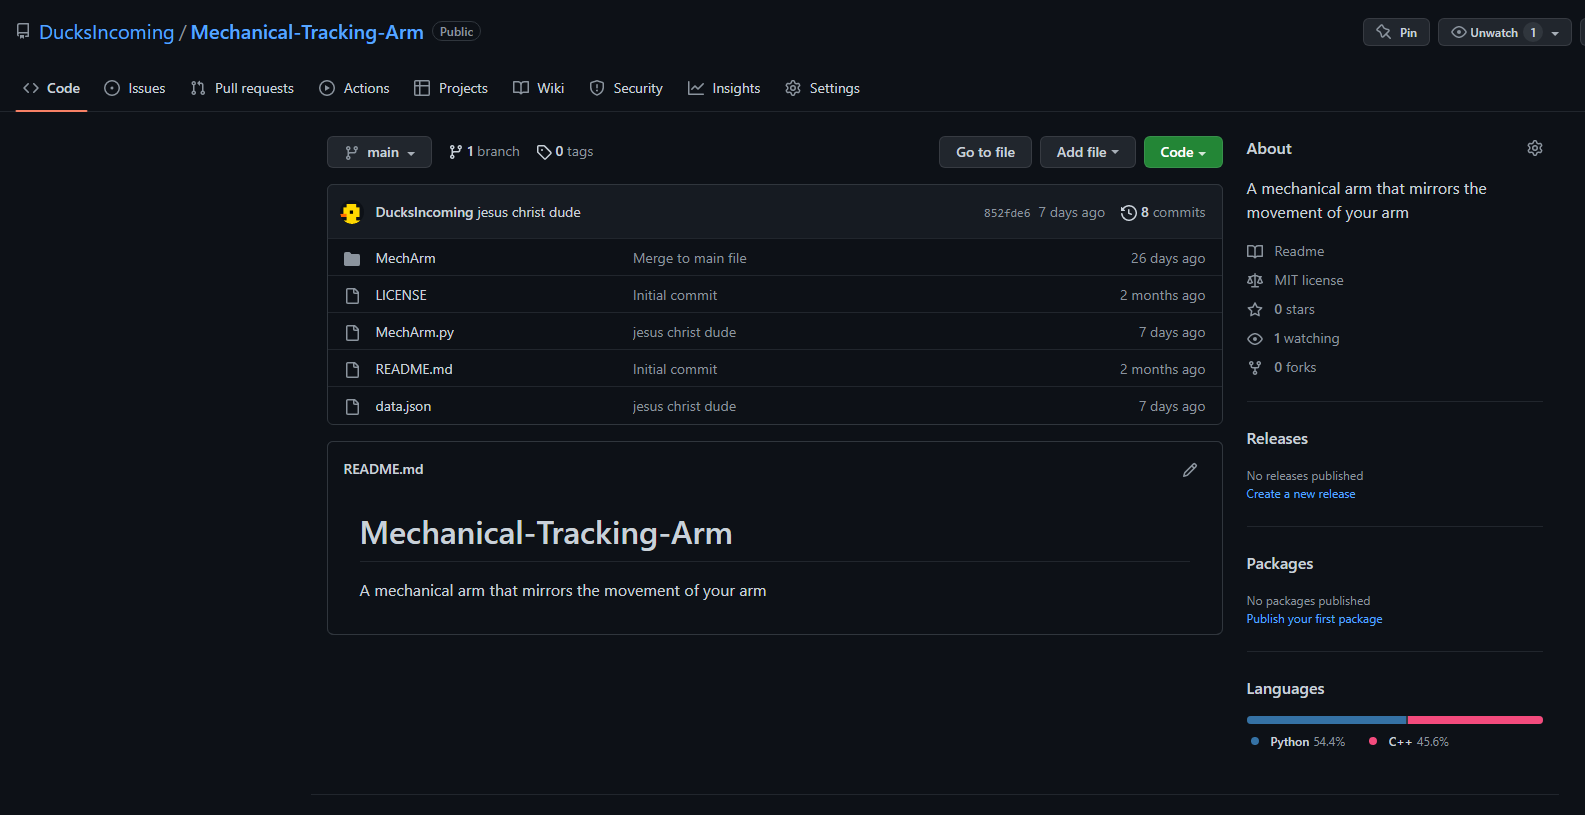 DucksIncoming / Mechanical-Tracking-Arm Public
Pin Unwatch 1
Code Issues Pull requests Actions Projects Wiki Security Insights Settings
main 1 branch 0 tags Go to file Add file Code
DucksIncoming jesus christ dude 852fde6 7 days ago 8 commits
MechArm Merge to main file 26 days ago
LICENSE Initial commit 2 months ago
MechArm.py jesus christ dude 7 days ago
README.md Initial commit 2 months ago
data.json jesus christ dude 7 days ago
README.md
Mechanical-Tracking-Arm
A mechanical arm that mirrors the movement of your arm
About
A mechanical arm that mirrors the
movement of your arm
Readme
MIT license
0 stars
1 watching
0 forks
Releases
No releases published
Create a new release
Packages
No packages published
Publish your first package
Languages
Python 54.4% C++ 45.6%